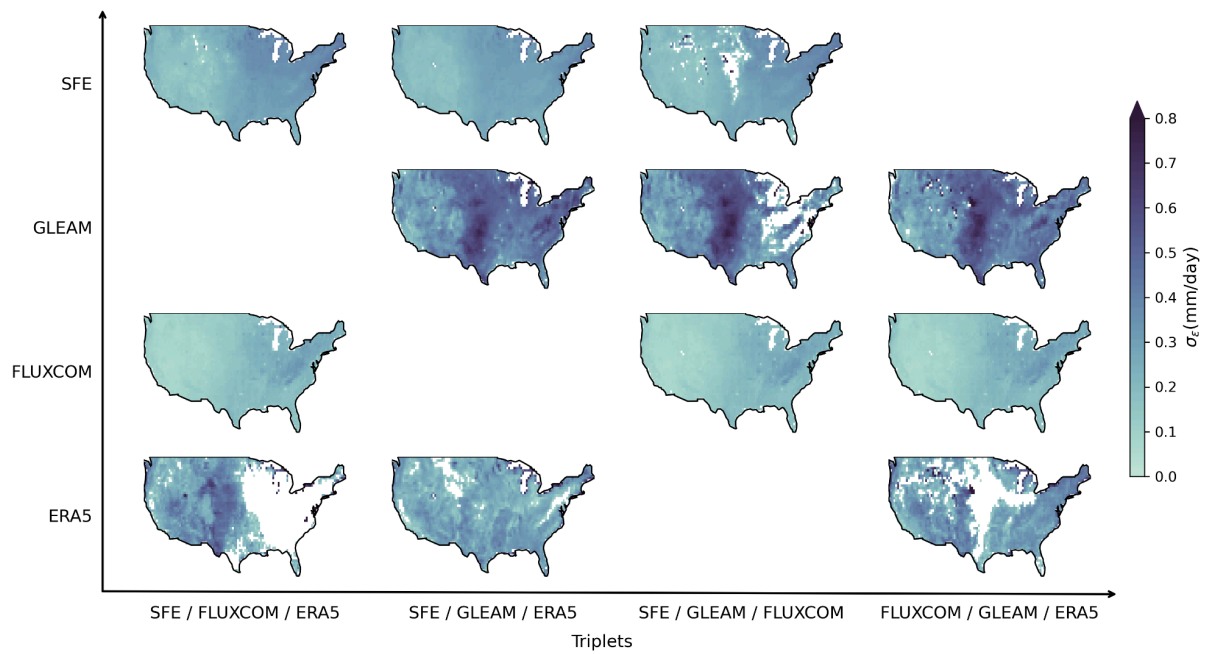 SFE
GLEAM
FLUXCOM
ERA5
SFE / FLUXCOM / ERA5
SFE / GLEAM / ERA5
SFE / GLEAM / FLUXCOM
FLUXCOM / GLEAM / ERA5
Triplets
0.8
0.7
0.6
0.5
0.4
0.3
0.2
0.1
0.0
σε(mm/day)